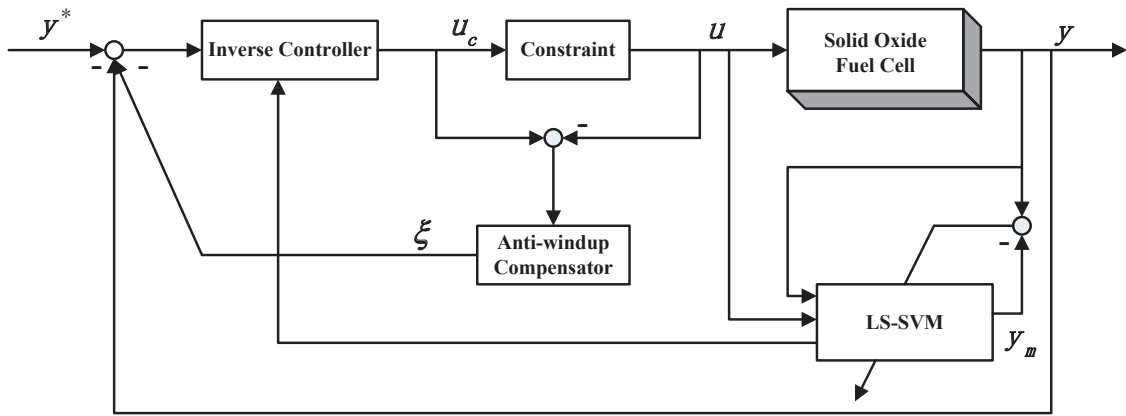 y*
-
-
Inverse Controller
u_c
Constraint
u
Solid Oxide
Fuel Cell
y
-
ξ
Anti-windup
Compensator
-
LS-SVM
y_m